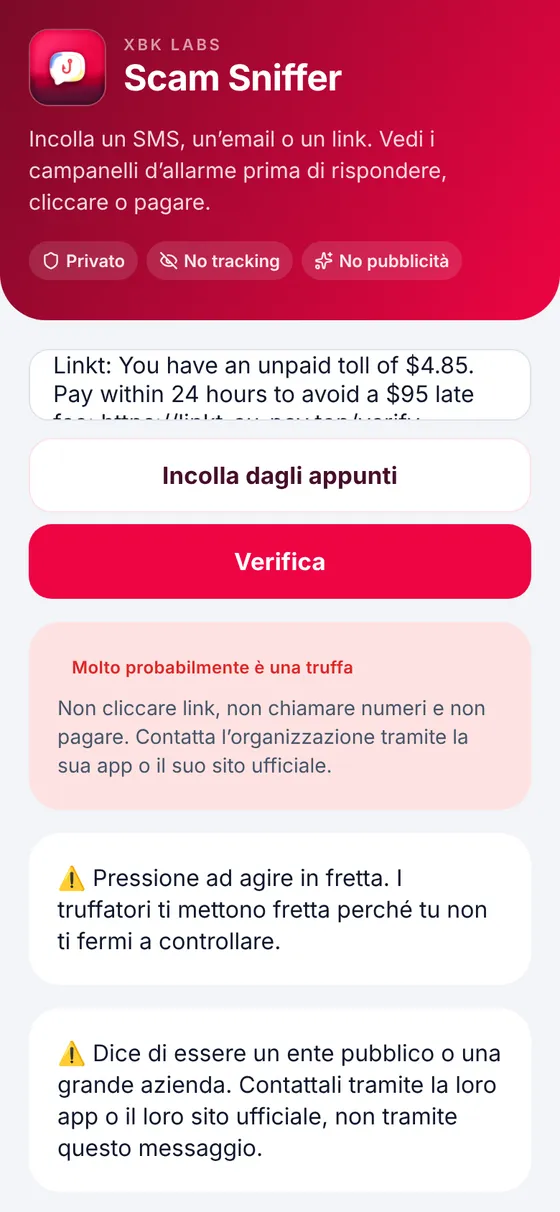 XBK LABS
Scam Sniffer
Incolla un SMS, un’email o un link. Vedi i
campanelli d’allarme prima di rispondere,
cliccare o pagare.
Privato
No tracking
No pubblicità
Linkt: You have an unpaid toll of $4.85.
Pay within 24 hours to avoid a $95 late
Incolla dagli appunti
Verifica
Molto probabilmente è una truffa
Non cliccare link, non chiamare numeri e non
pagare. Contatta l’organizzazione tramite la
sua app o il suo sito ufficiale.
⚠️ Pressione ad agire in fretta. I
truffatori ti mettono fretta perché tu non
ti fermi a controllare.
⚠️ Dice di essere un ente pubblico o una
grande azienda. Contattali tramite la loro
app o il loro sito ufficiale, non tramite
questo messaggio.